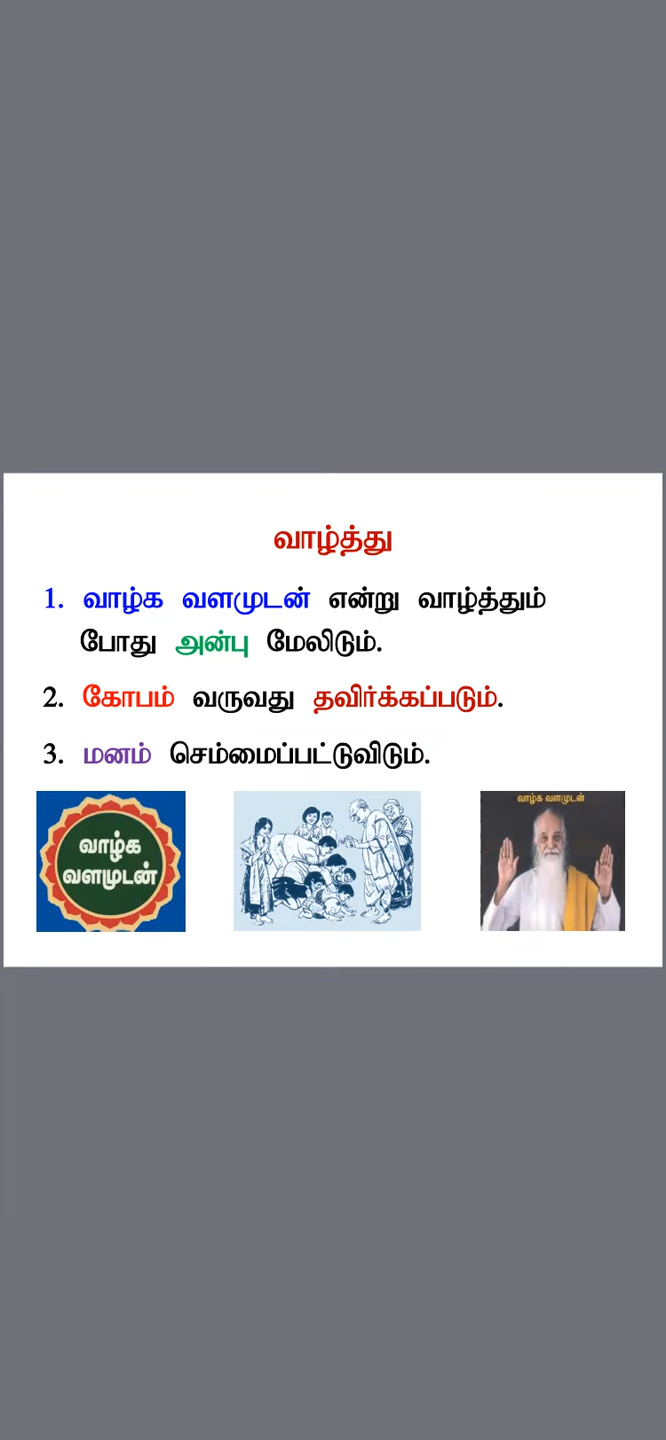 வாழ்த்து
1. வாழ்க வளமுடன் என்று வாழ்த்தும்
போது அன்பு மேலிடும்.
2. கோபம் வருவது தவிர்க்கப்படும்.
3. மனம் செம்மைப்பட்டுவிடும்.
வாழ்க
வளமுடன்
வாழ்க வளமுடன்